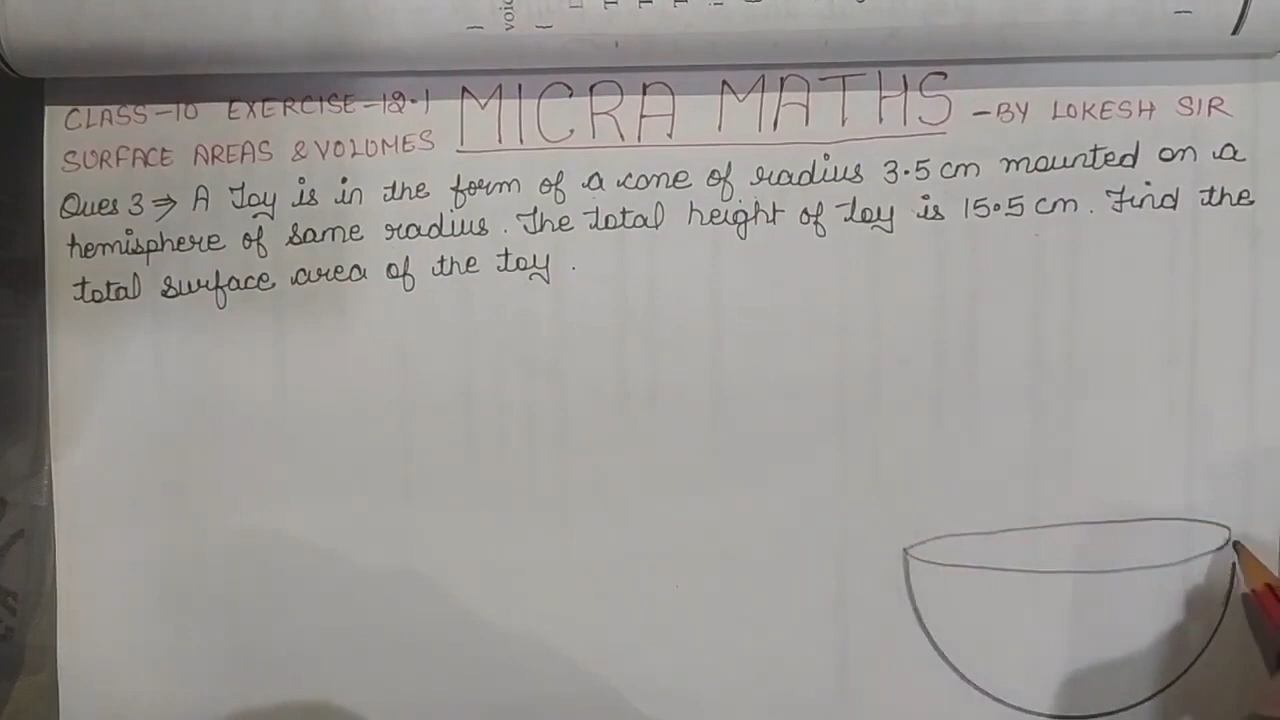 CLASS-10 EXERCISE-12.1 MICRA MATHS -BY LOKESH SIR
SURFACE AREAS & VOLUMES
Ques 3⇒ A Toy is in the form of a cone of radius 3.5 cm mounted on a
hemisphere of same radius. The total height of toy is 15.5 cm. Find the
total surface area of the toy.